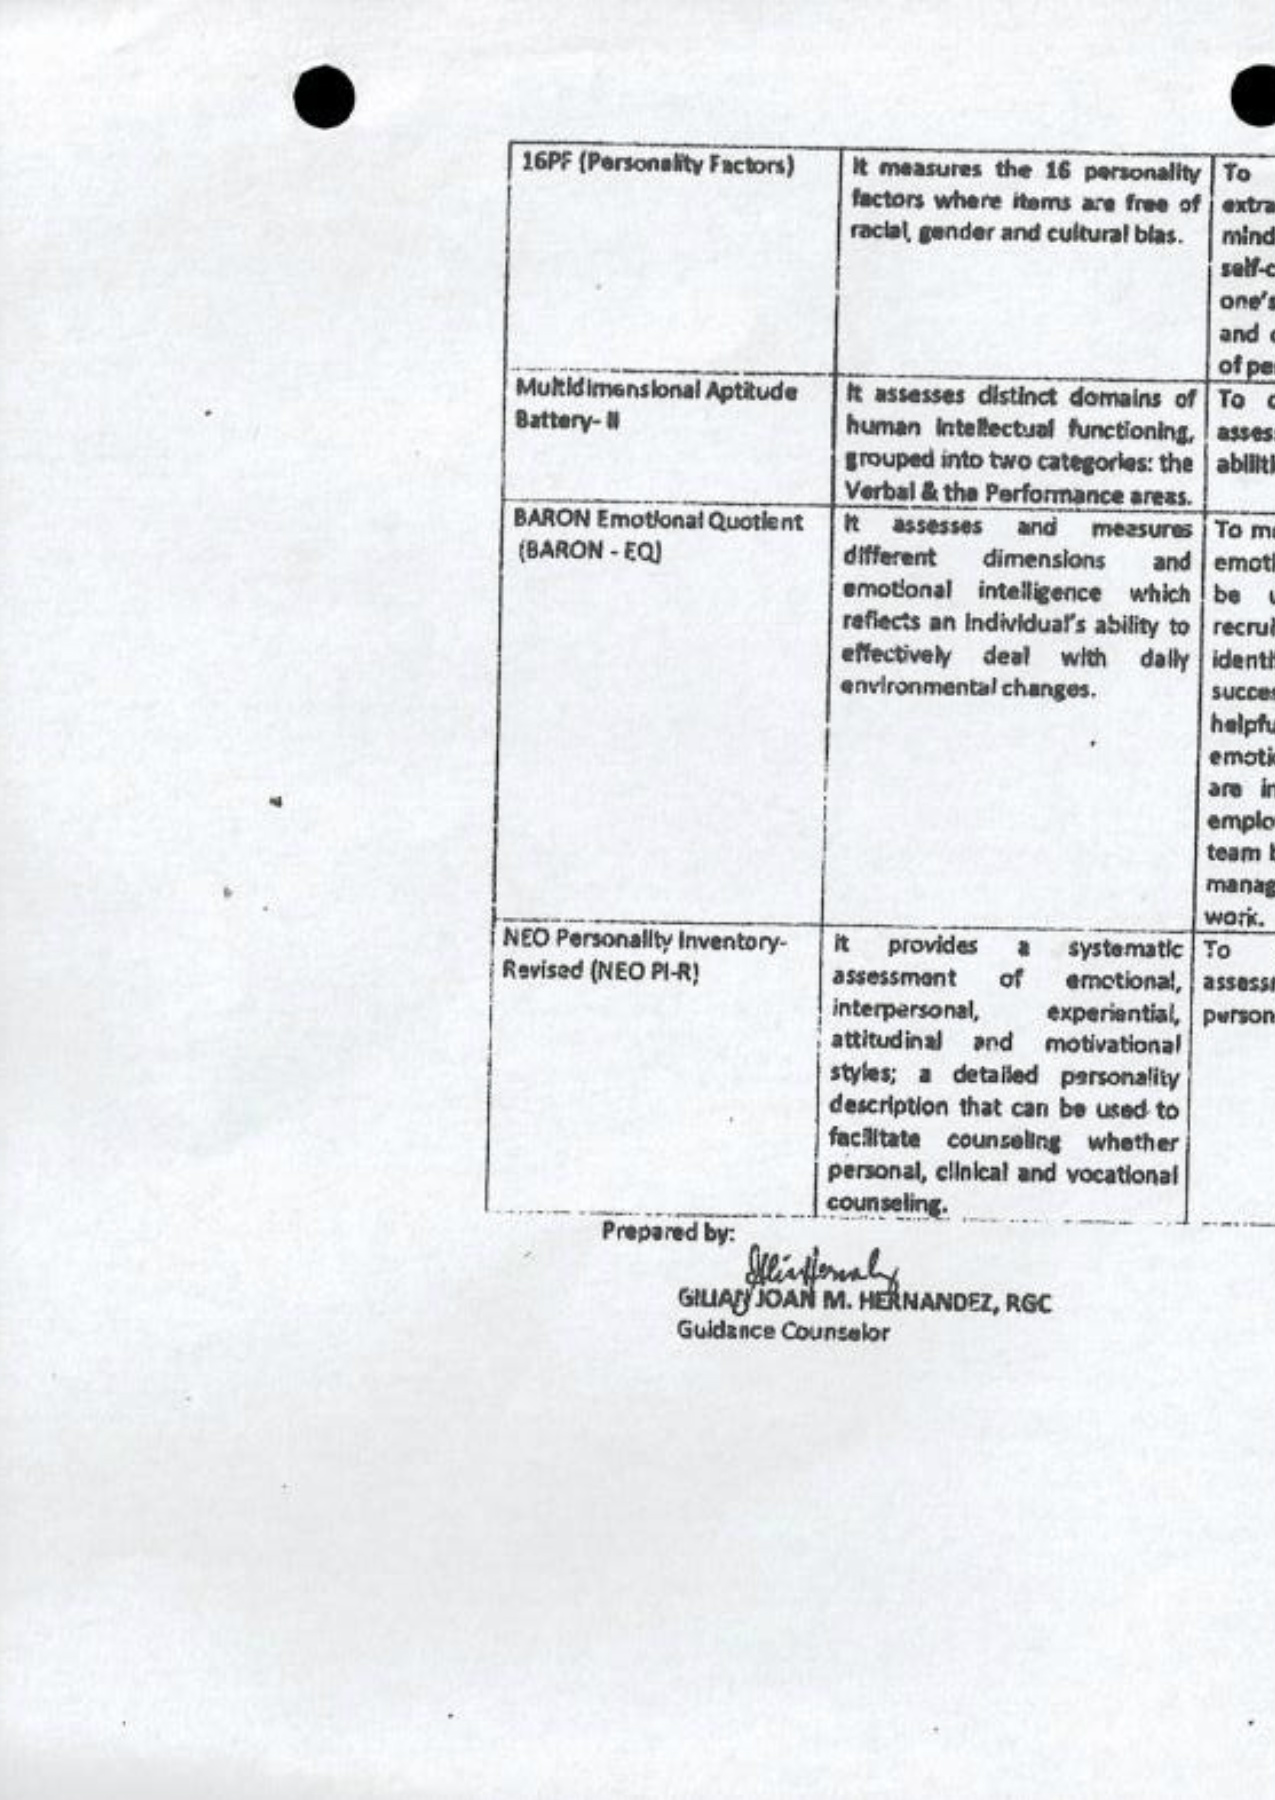 16PF (Personality Factors)
It measures the 16 personality
factors where items are free of
racial, gender and cultural bias.
To
extra
mind
self-c
one's
and
of pe
Multidimensional Aptitude
Battery- II
It assesses distinct domains of
human intellectual functioning,
grouped into two categories: the
Verbal & the Performance areas.
To c
asses
abiliti
BARON Emotional Quotient
(BARON - EQ)
It assesses and measures
different dimensions and
emotional intelligence which
reflects an individual's ability to
effectively deal with daily
environmental changes.
To me
emoti
be u
recrui
identi
succes
helpfu
emotio
are in
emplo
team b
manag
work.
NEO Personality Inventory-
Revised (NEO PI-R)
it provides a systematic
assessment of emotional,
interpersonal, experiential,
attitudinal and motivational
styles; a detailed personality
description that can be used to
facilitate counseling whether
personal, clinical and vocational
counseling.
To
assess
person
Prepared by:
GILIAN JOAN M. HERNANDEZ, RGC
Guidance Counselor